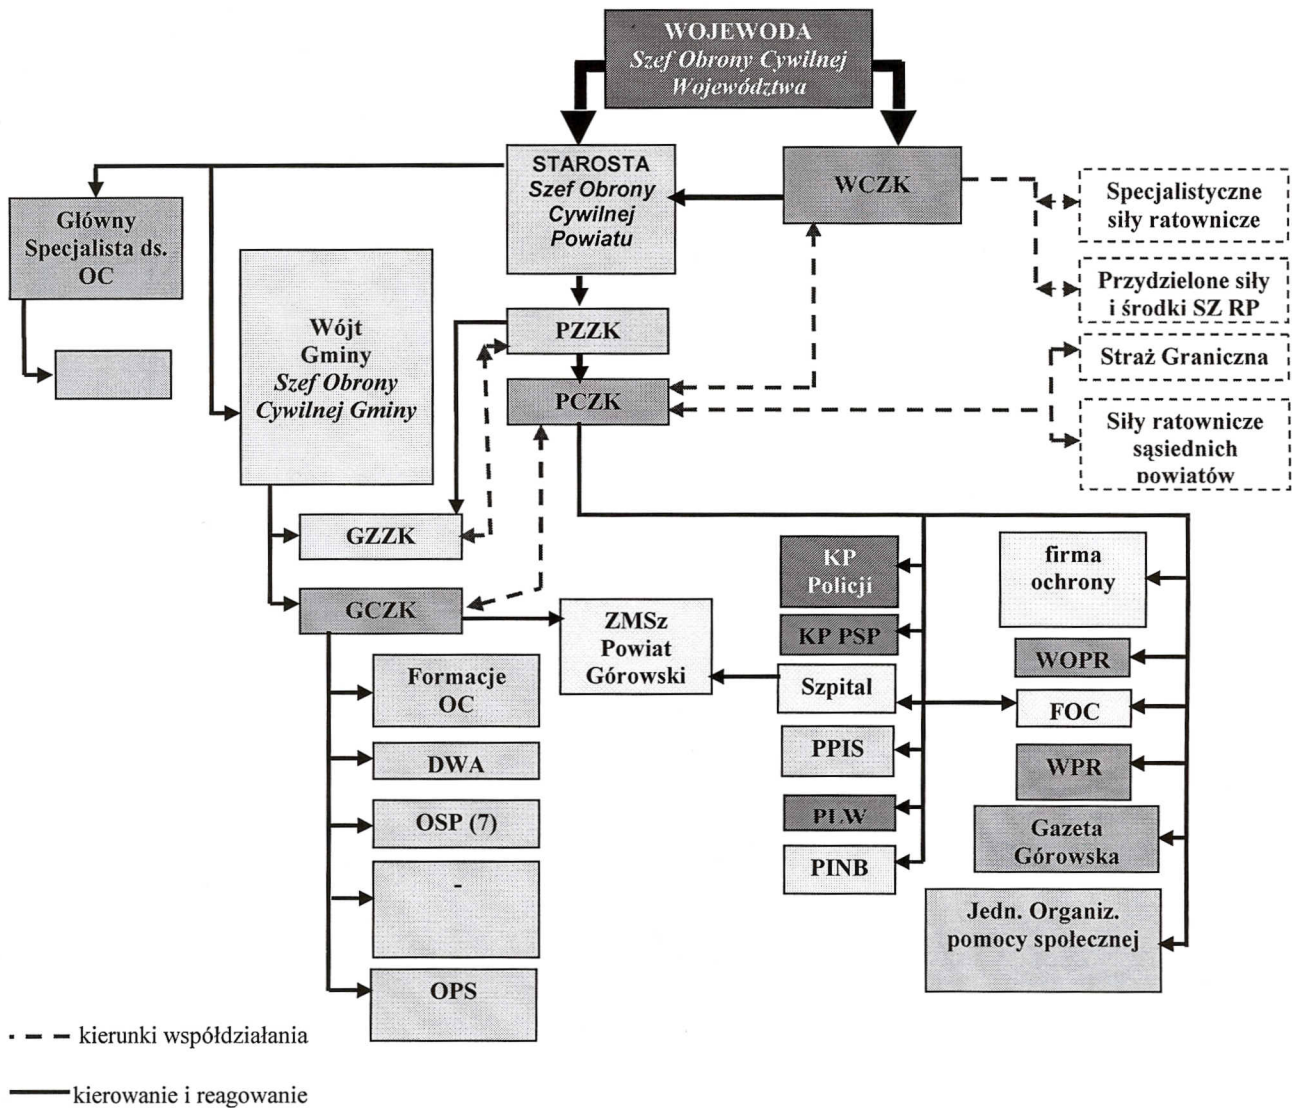 WOJEWODA
Szef Obrony Cywilnej
Województwa
STAROSTA
Szef Obrony
Cywilnej
Powiatu
WCZK
Specjalistyczne
siły ratownicze
Główny
Specjalista ds.
OC
Przydzielone siły
i środki SZ RP
Wójt
Gminy
Szef Obrony
Cywilnej Gminy
PZZK
Straż Graniczna
PCZK
Siły ratownicze
sąsiednich
powiatów
GZZK
KP
Policji
firma
ochrony
GCZK
ZMSz
Powiat
Górowski
KP PSP
WOPR
Formacje
OC
Szpital
FOC
DWA
PPIS
WPR
OSP (7)
PLW
Gazeta
Górowska
-
PINB
Jedn. Organiz.
pomocy społecznej
OPS
kierunki współdziałania
kierowanie i reagowanie